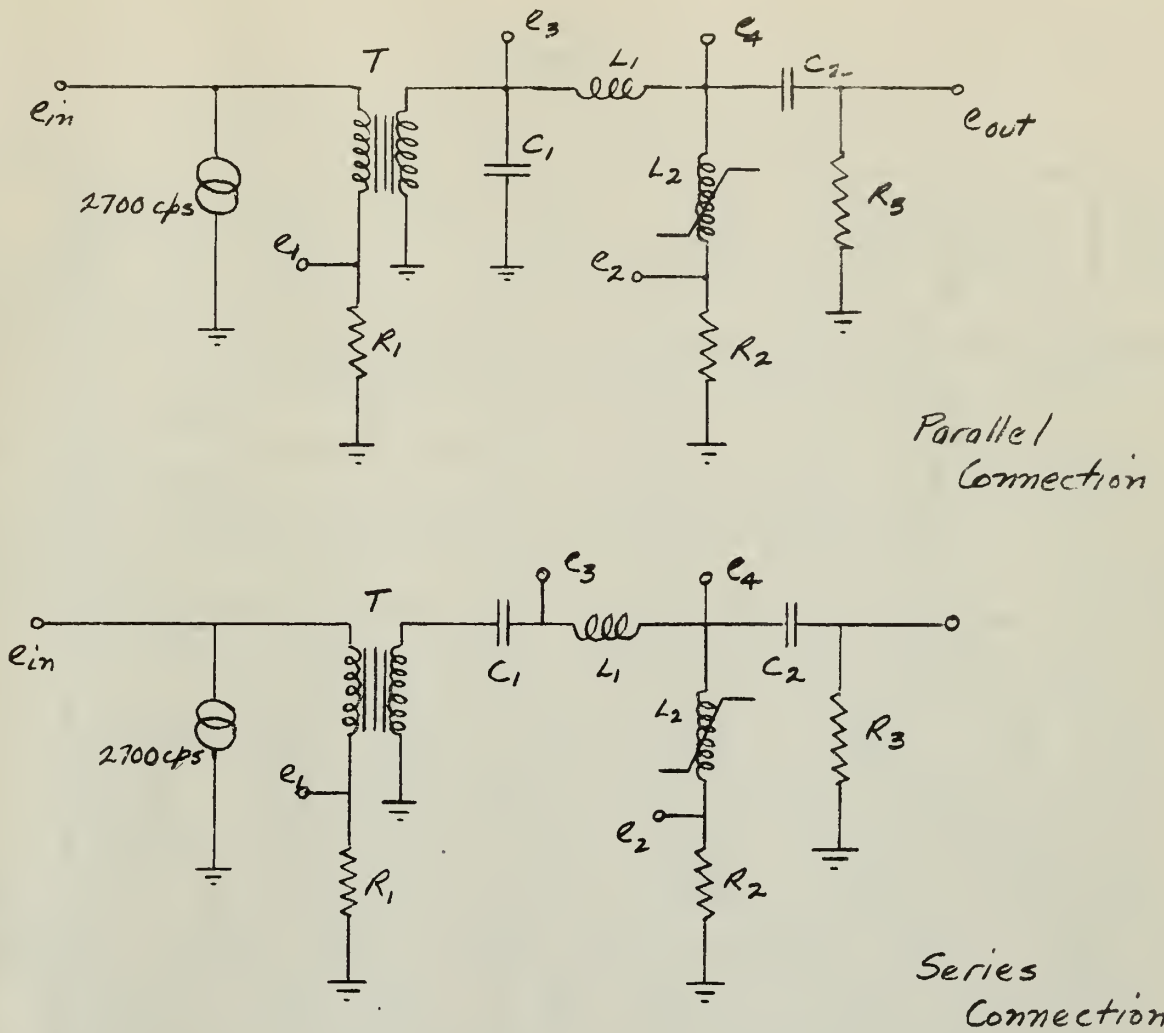 e3
e4
T
L1
C2
ein
eout
C1
L2
R3
2700 cps
e1
e2
R1
R2
Parallel
Connection
e3
e4
T
ein
C1
L1
C2
L2
R3
2700 cps
e1
e2
R1
R2
Series
Connection